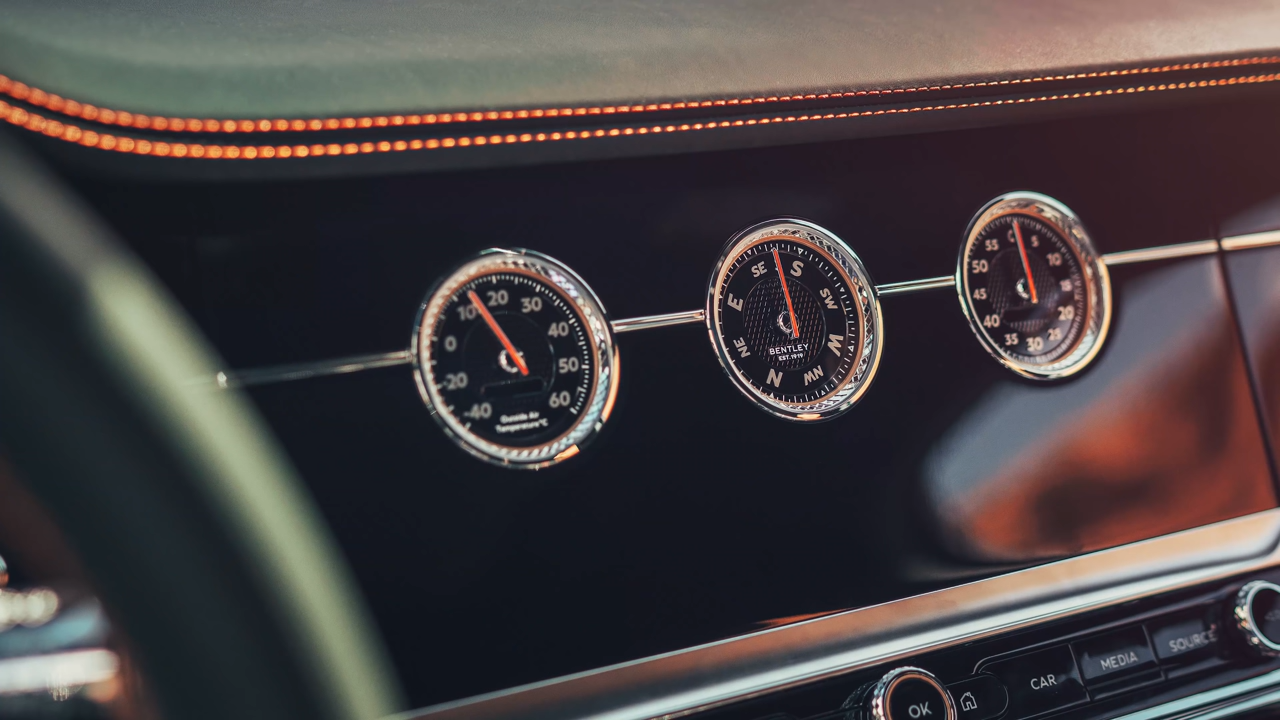 -40
-20
0
10
20
30
40
50
60
Outside Air
Temperature°C
N
NE
E
SE
S
SW
W
NW
BENTLEY
EST.1919
0
5
10
20
25
30
35
40
45
50
55
OK
CAR
MEDIA
SOURCE